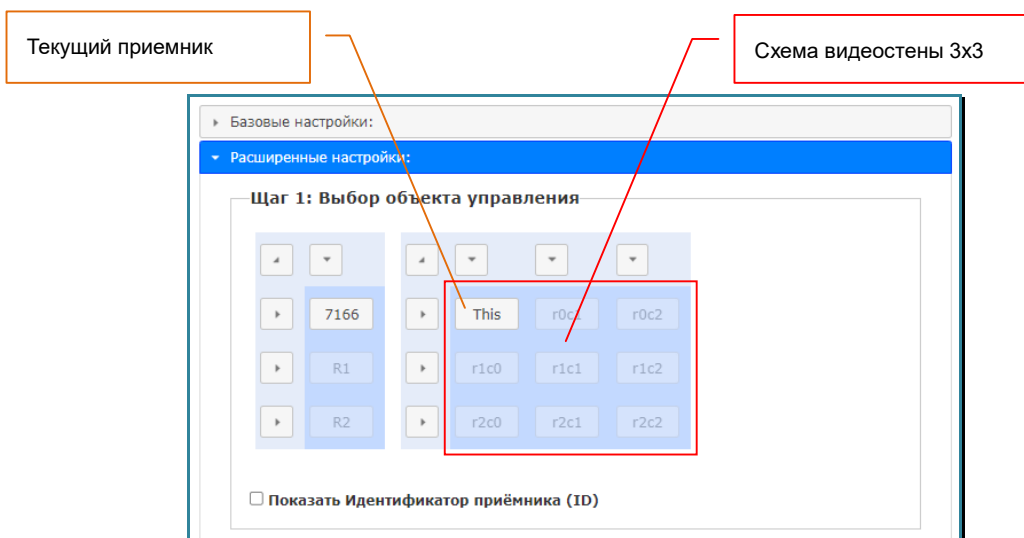 Текущий приемник
Схема видеостены 3х3
Базовые настройки:
Расширенные настройки:
Щаг 1: Выбор объекта управления
7166 This r0c1 r0c2
R1 r1c0 r1c1 r1c2
R2 r2c0 r2c1 r2c2
Показать Идентификатор приёмника (ID)